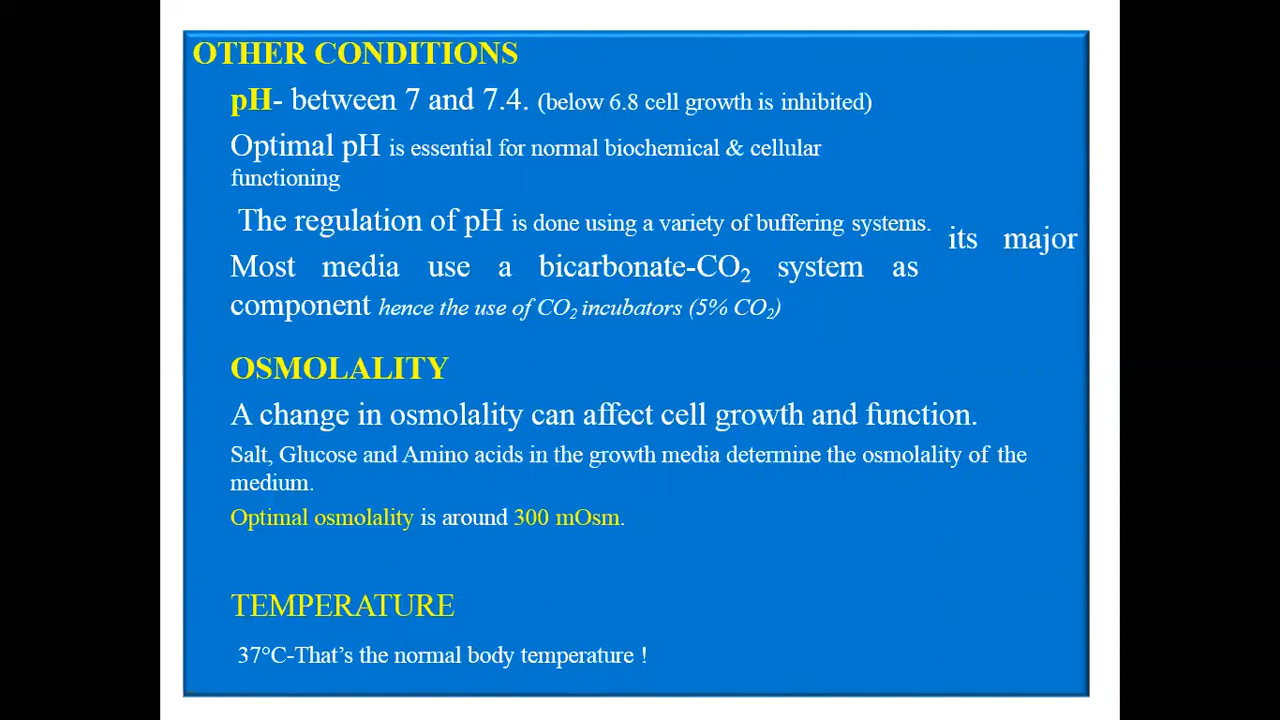 OTHER CONDITIONS
pH- between 7 and 7.4. (below 6.8 cell growth is inhibited)
Optimal pH is essential for normal biochemical & cellular
functioning
The regulation of pH is done using a variety of buffering systems.
Most media use a bicarbonate-CO₂ system as its major
component hence the use of CO₂ incubators (5% CO₂)
OSMOLALITY
A change in osmolality can affect cell growth and function.
Salt, Glucose and Amino acids in the growth media determine the osmolality of the
medium.
Optimal osmolality is around 300 mOsm.
TEMPERATURE
37°C-That’s the normal body temperature !